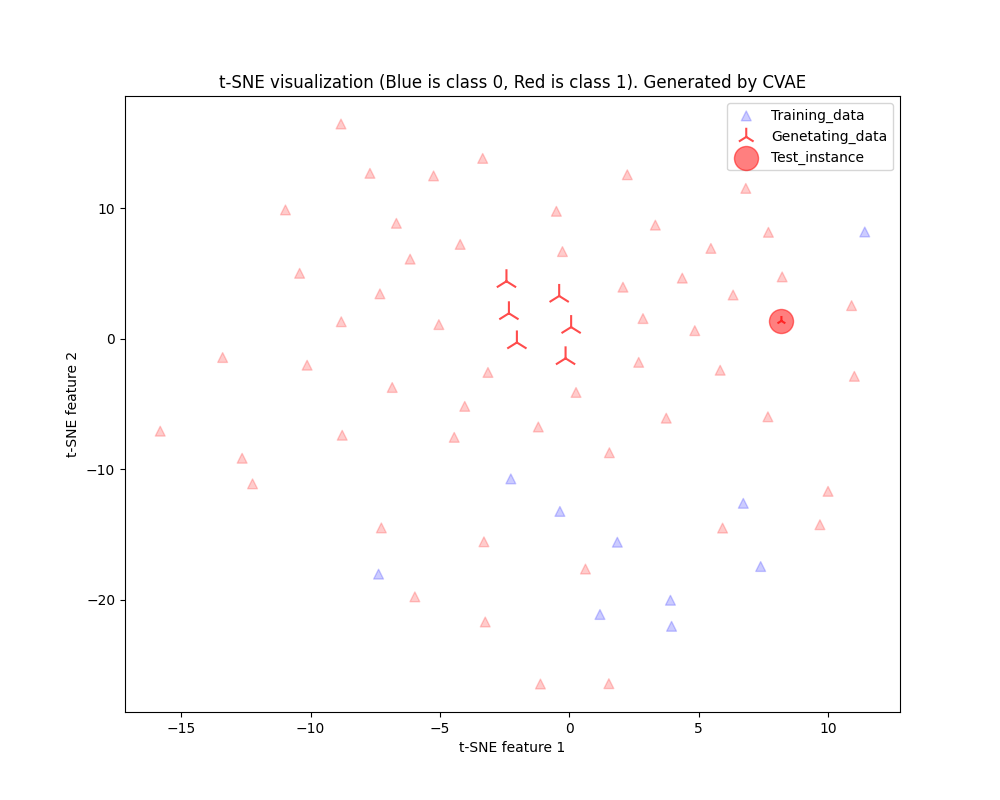 t-SNE visualization (Blue is class 0, Red is class 1). Generated by CVAE
Training_data
Genetating_data
Test_instance
10
0
−10
−20
t-SNE feature 2
−15
−10
−5
0
5
10
t-SNE feature 1